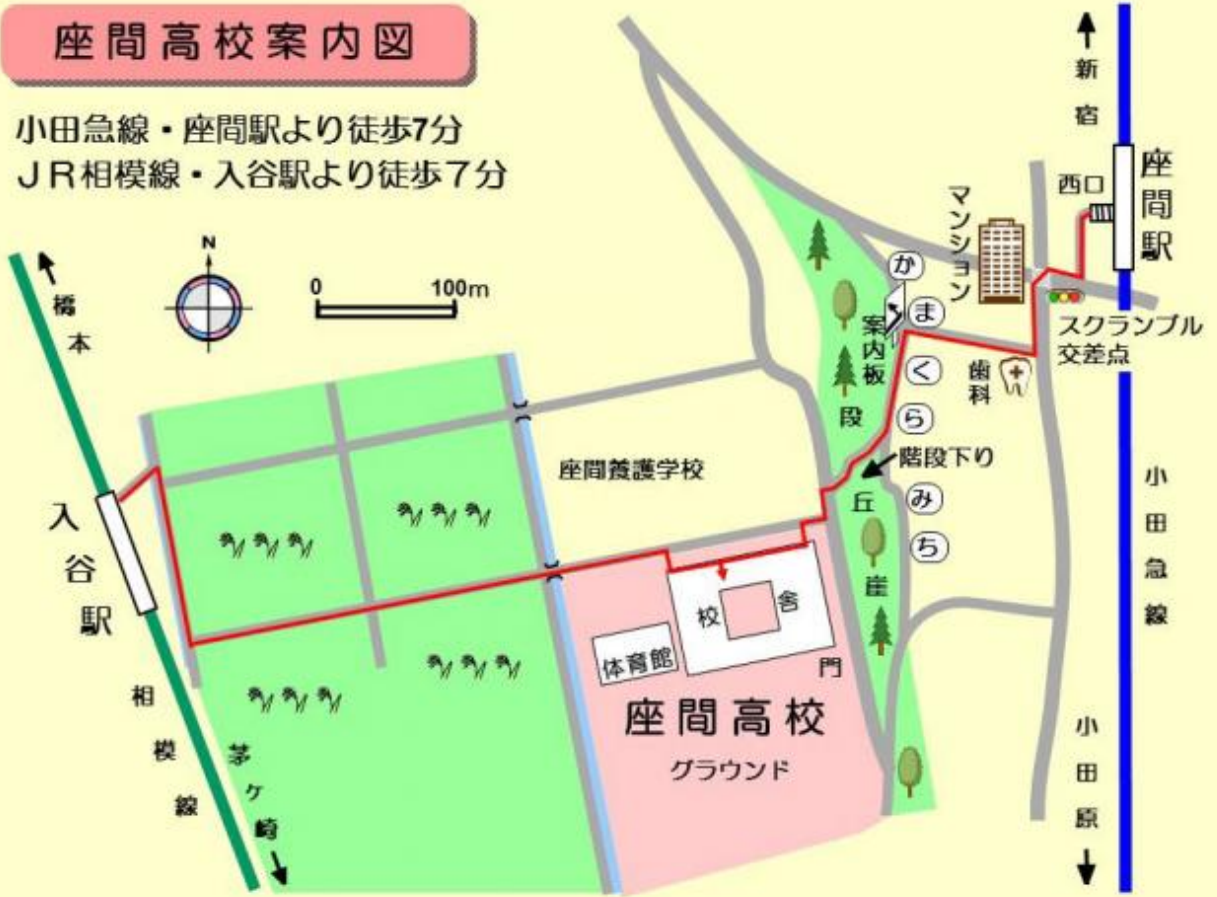 座間高校案内図
小田急線・座間駅より徒歩7分
JR相模線・入谷駅より徒歩7分
N
0 100m
新宿
座間駅
西口
マンション
スクランブル
交差点
歯科
案内板
かまくらみち
階段下り
段丘崖
橋本
入谷駅
相模線
茅ヶ崎
座間養護学校
校舎
体育館
門
座間高校
グラウンド
小田急線
小田原